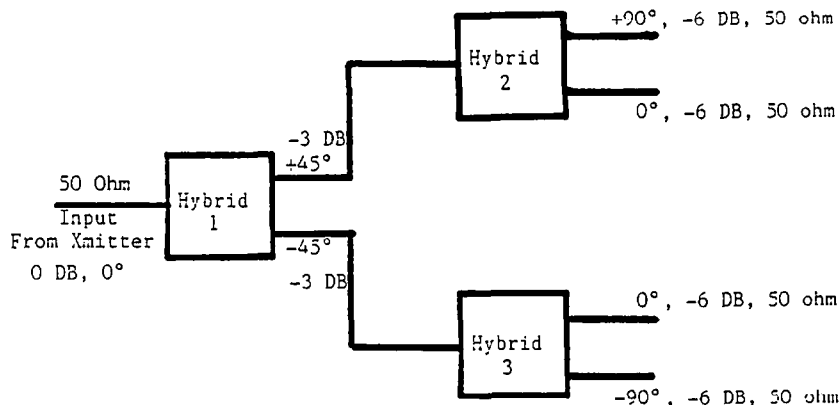 +90°, -6 DB, 50 ohm
Hybrid
2
0°, -6 DB, 50 ohm
-3 DB
+45°
50 Ohm
Input
From Xmitter
0 DB, 0°
Hybrid
1
-45°
-3 DB
0°, -6 DB, 50 ohm
Hybrid
3
-90°, -6 DB, 50 ohm